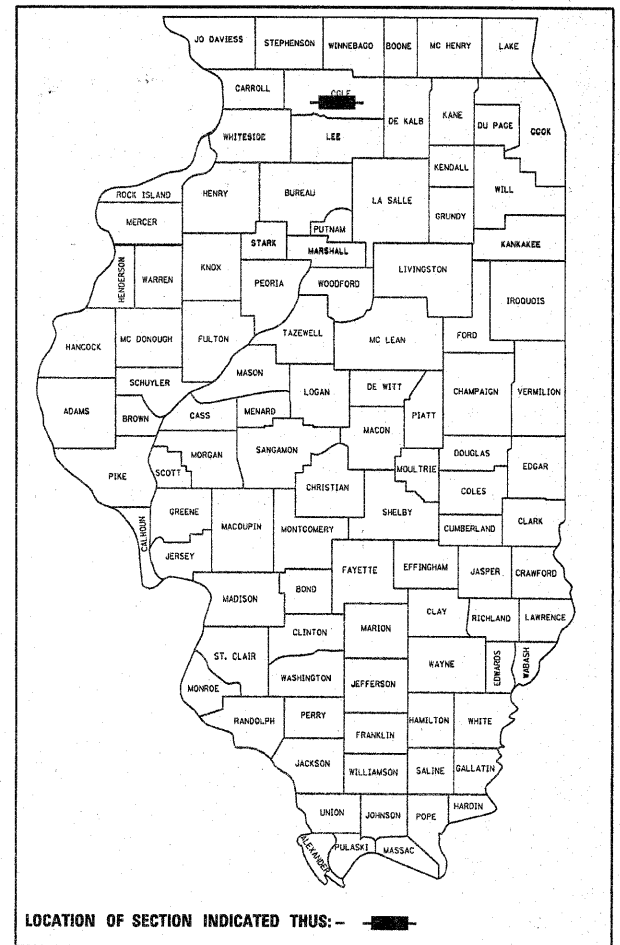 JO DAVIESS STEPHENSON WINNEBAGO BOONE MC HENRY LAKE
CARROLL OGLE DE KALB KANE DU PAGE COOK
WHITESIDE LEE
KENDALL WILL
ROCK ISLAND HENRY BUREAU LA SALLE GRUNDY
MERCER PUTNAM
STARK MARSHALL KANKAKEE
HENDERSON WARREN KNOX PEORIA WOODFORD LIVINGSTON IROQUOIS
HANCOCK MC DONOUGH FULTON TAZEWELL MC LEAN FORD
MASON
SCHUYLER LOGAN DE WITT CHAMPAIGN VERMILION
ADAMS BROWN CASS MENARD MACON PIATT
MORGAN SANGAMON DOUGLAS EDGAR
PIKE SCOTT CHRISTIAN MOULTRIE COLES
GREENE MACOUPIN MONTGOMERY SHELBY CUMBERLAND CLARK
CALHOUN JERSEY
FAYETTE EFFINGHAM JASPER CRAWFORD
MADISON BOND
CLAY RICHLAND LAWRENCE
CLINTON MARION
ST. CLAIR WAYNE EDWARDS WABASH
WASHINGTON JEFFERSON
MONROE
RANDOLPH PERRY FRANKLIN HAMILTON WHITE
JACKSON WILLIAMSON SALINE GALLATIN
UNION JOHNSON POPE HARDIN
ALEXANDER PULASKI MASSAC
LOCATION OF SECTION INDICATED THUS: -